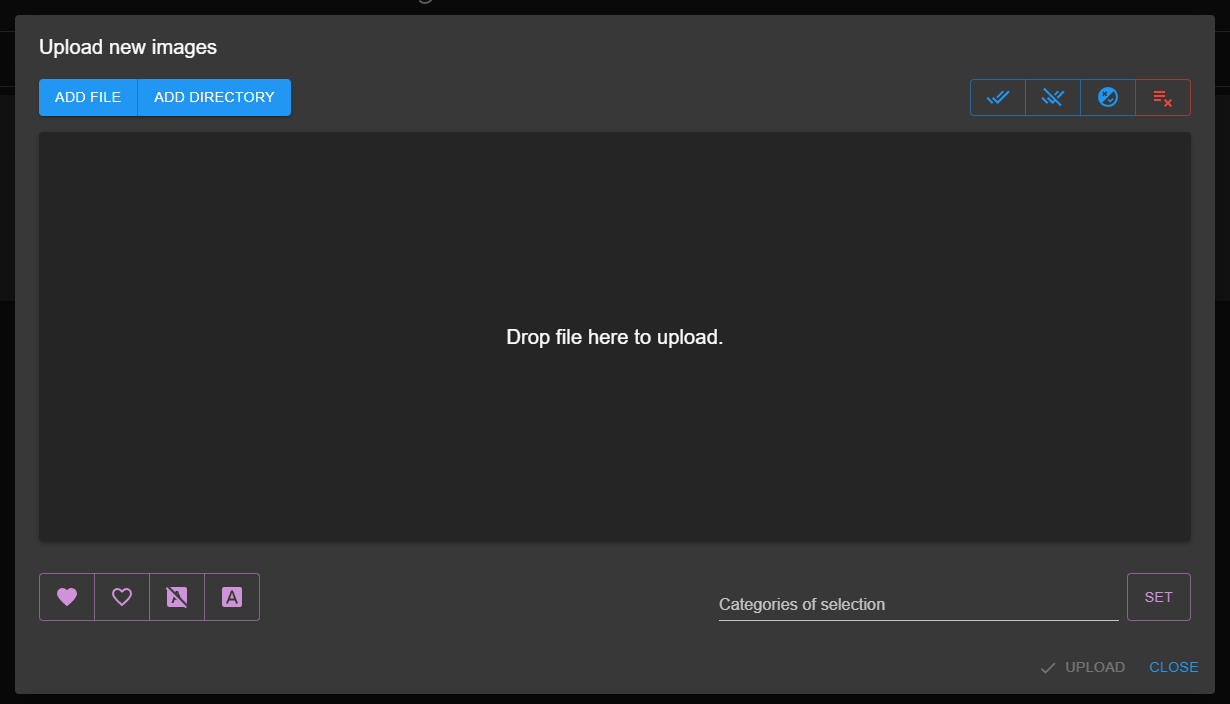 Upload new images
ADD FILE
ADD DIRECTORY
Drop file here to upload.
A
A
Categories of selection
SET
UPLOAD
CLOSE